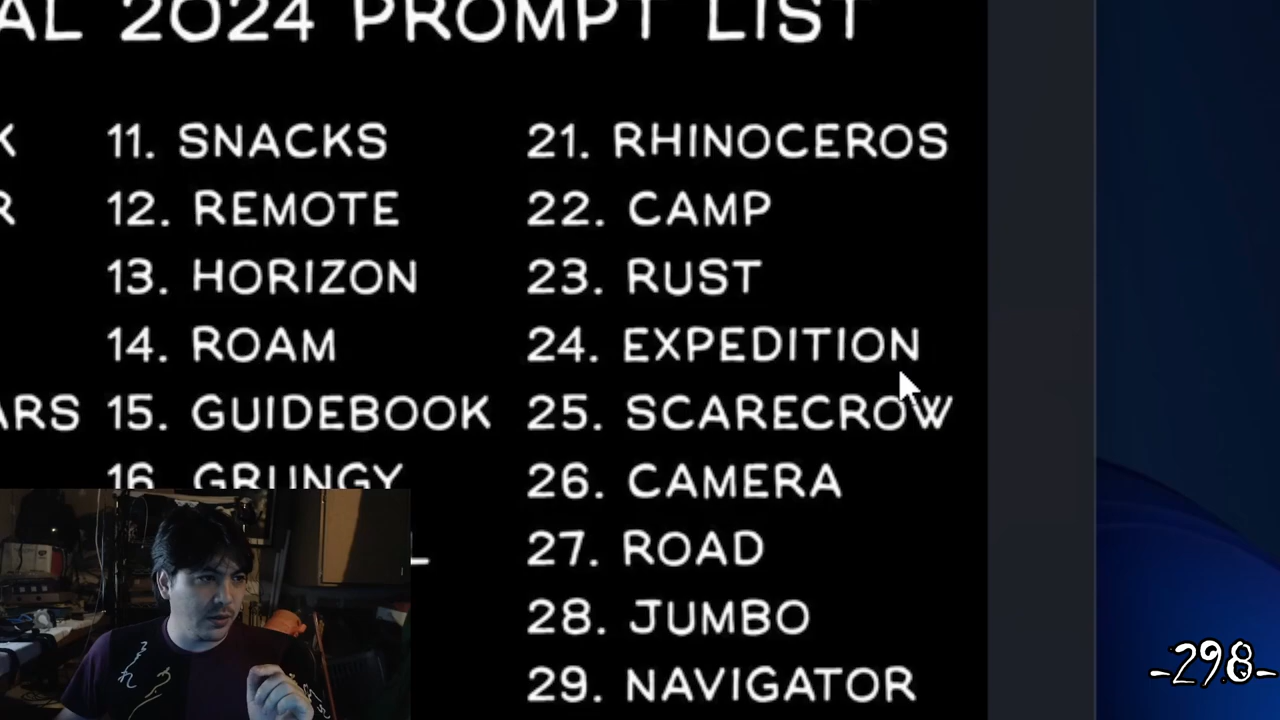 AL 2024 PROMPT LIST
K
R
ARS
11. SNACKS
12. REMOTE
13. HORIZON
14. ROAM
15. GUIDEBOOK
16. GRUNGY
L
21. RHINOCEROS
22. CAMP
23. RUST
24. EXPEDITION
25. SCARECROW
26. CAMERA
27. ROAD
28. JUMBO
29. NAVIGATOR
-298-